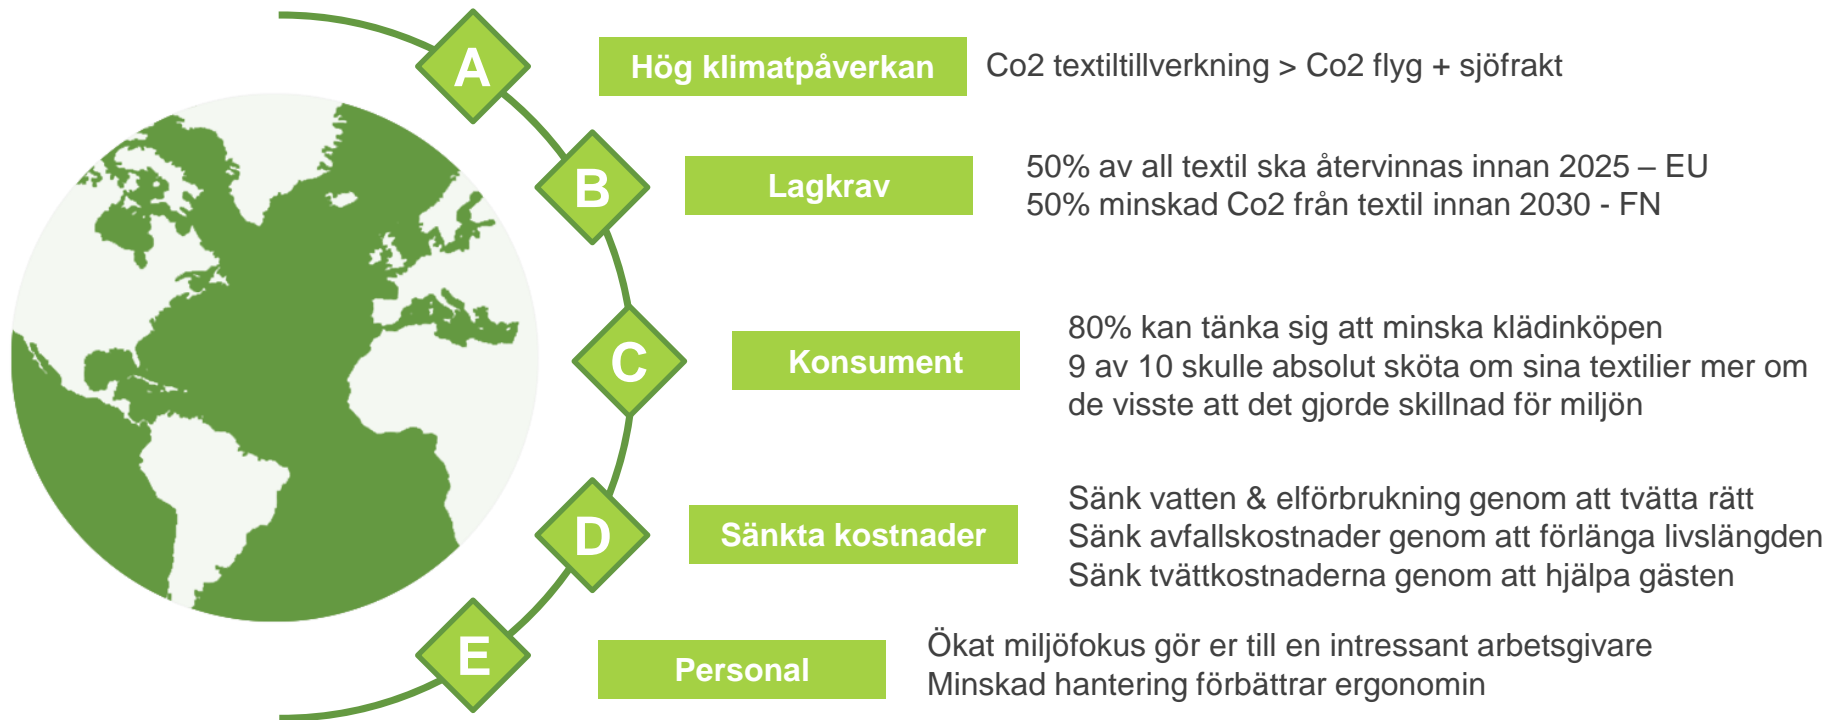 A
Hög klimatpåverkan
Co2 textiltillverkning > Co2 flyg + sjöfrakt
B
Lagkrav
50% av all textil ska återvinnas innan 2025 – EU
50% minskad Co2 från textil innan 2030 - FN
C
Konsument
80% kan tänka sig att minska klädinköpen
9 av 10 skulle absolut sköta om sina textilier mer om
de visste att det gjorde skillnad för miljön
D
Sänkta kostnader
Sänk vatten & elförbrukning genom att tvätta rätt
Sänk avfallskostnader genom att förlänga livslängden
Sänk tvättkostnaderna genom att hjälpa gästen
E
Personal
Ökat miljöfokus gör er till en intressant arbetsgivare
Minskad hantering förbättrar ergonomin